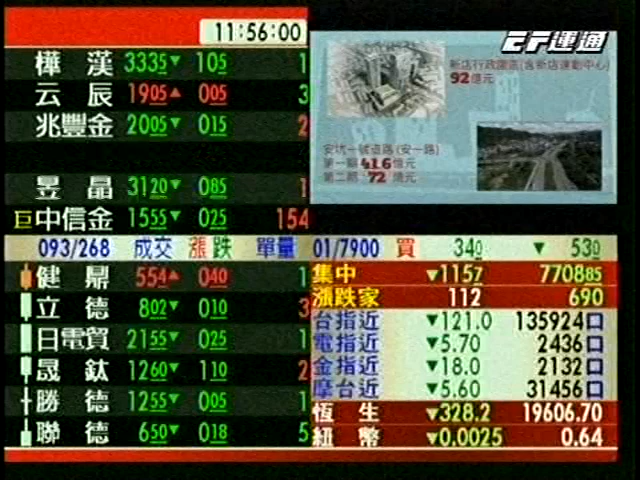 11:56:00
EF運通
樺漢 3335▼ 105 1
云辰 1905▲ 005 3
兆豐金 2005▼ 015 2
昱晶 3120▼ 085 1
巨中信金 1555▼ 025 154
新店行政園區(含新店運動中心)
92億元
安坑一號道路(安一路)
第一期41.6億元
第二期 72 億元
093/268 成交 漲跌 單量 01/7900 買 340 ▼ 530
健鼎 554▲ 040 1
立德 802▼ 010 3
日電貿 2155▼ 025 1
晟鈦 1260▼ 110 2
勝德 1255▼ 005 1
聯德 650▼ 018 5
集中 ▼1157 770885
漲跌家 112 690
台指近 ▼121.0 135924口
電指近 ▼5.70 2436口
金指近 ▼18.0 2132口
摩台近 ▼5.60 31456口
恆生 ▼328.2 19606.70
紐幣 ▼0.0025 0.64